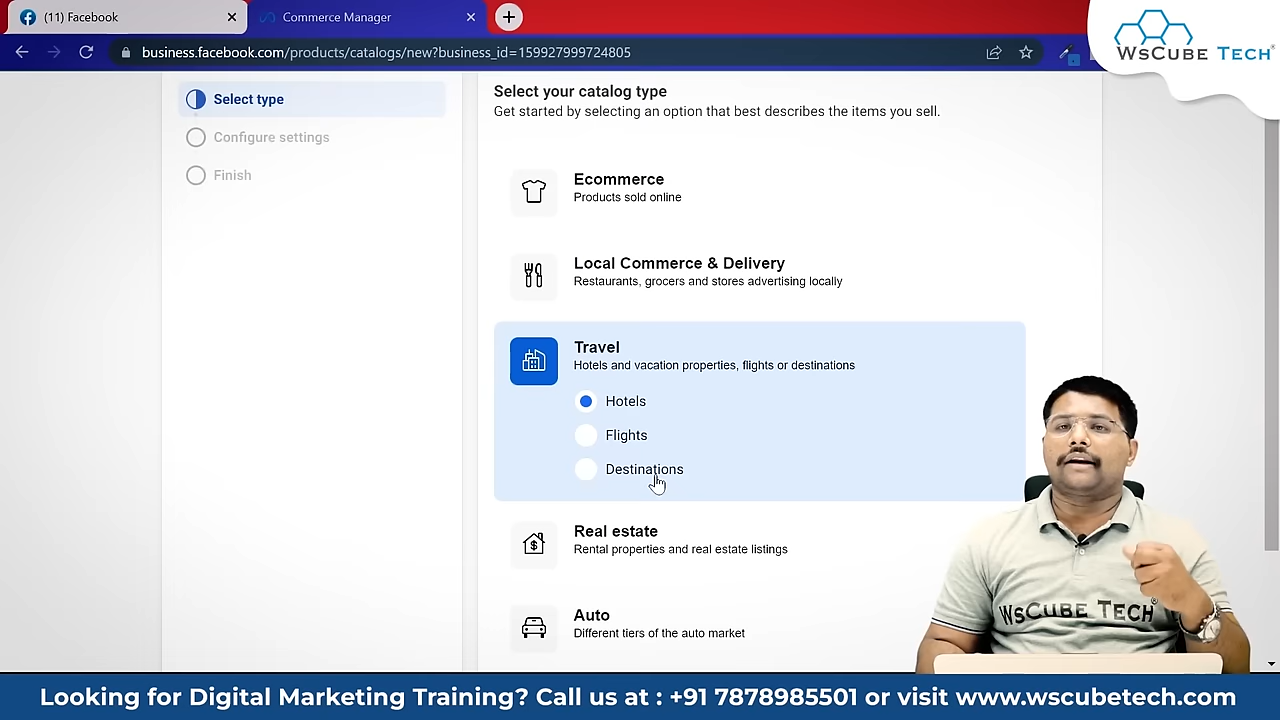 (11) Facebook
Commerce Manager
business.facebook.com/products/catalogs/new?business_id=159927999724805
WsCube Tech®
Select type
Configure settings
Finish
Select your catalog type
Get started by selecting an option that best describes the items you sell.
Ecommerce
Products sold online
Local Commerce & Delivery
Restaurants, grocers and stores advertising locally
Travel
Hotels and vacation properties, flights or destinations
Hotels
Flights
Destinations
Real estate
Rental properties and real estate listings
Auto
Different tiers of the auto market
WsCube Tech®
Looking for Digital Marketing Training? Call us at : +91 7878985501 or visit www.wscubetech.com